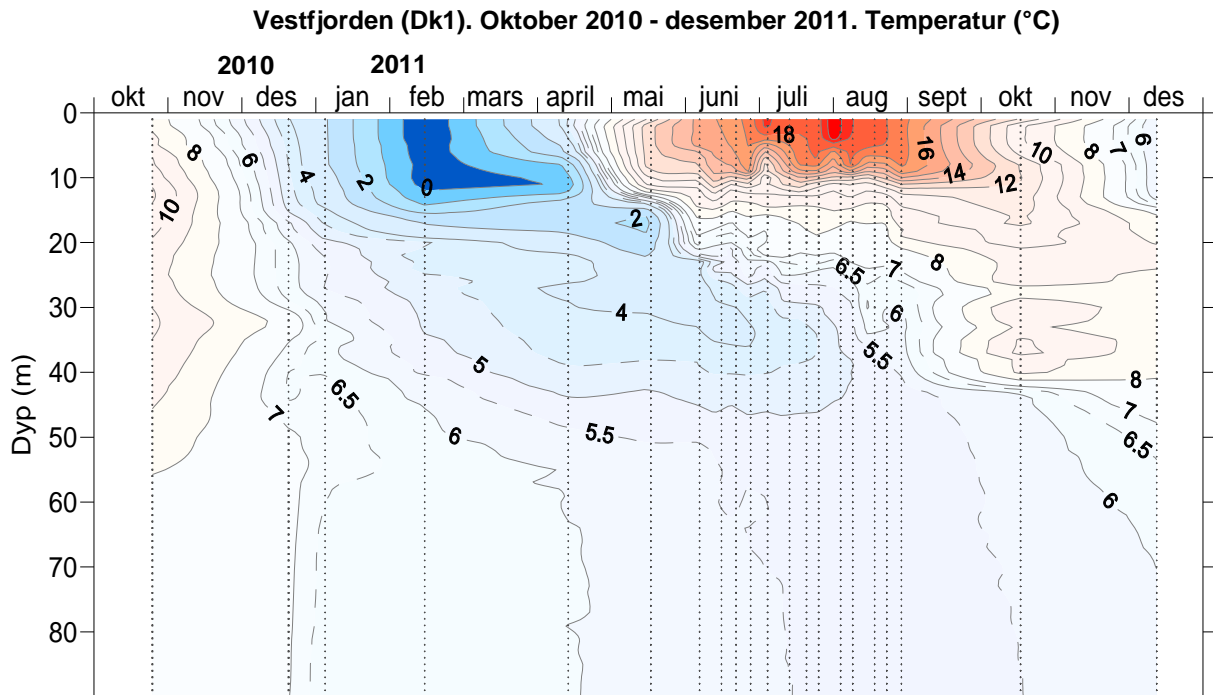 Vestfjorden (Dk1). Oktober 2010 - desember 2011. Temperatur (°C)
2010 2011
okt nov des jan feb mars april mai juni juli aug sept okt nov des
0
10
20
30
40
50
60
70
80
Dyp (m)
8 6 4 2 0 10
18 16 14 12 10 8 7 6
2 4 5 5.5
6.5 7 8 6 5.5
7 6.5 6
8 7 6.5 6